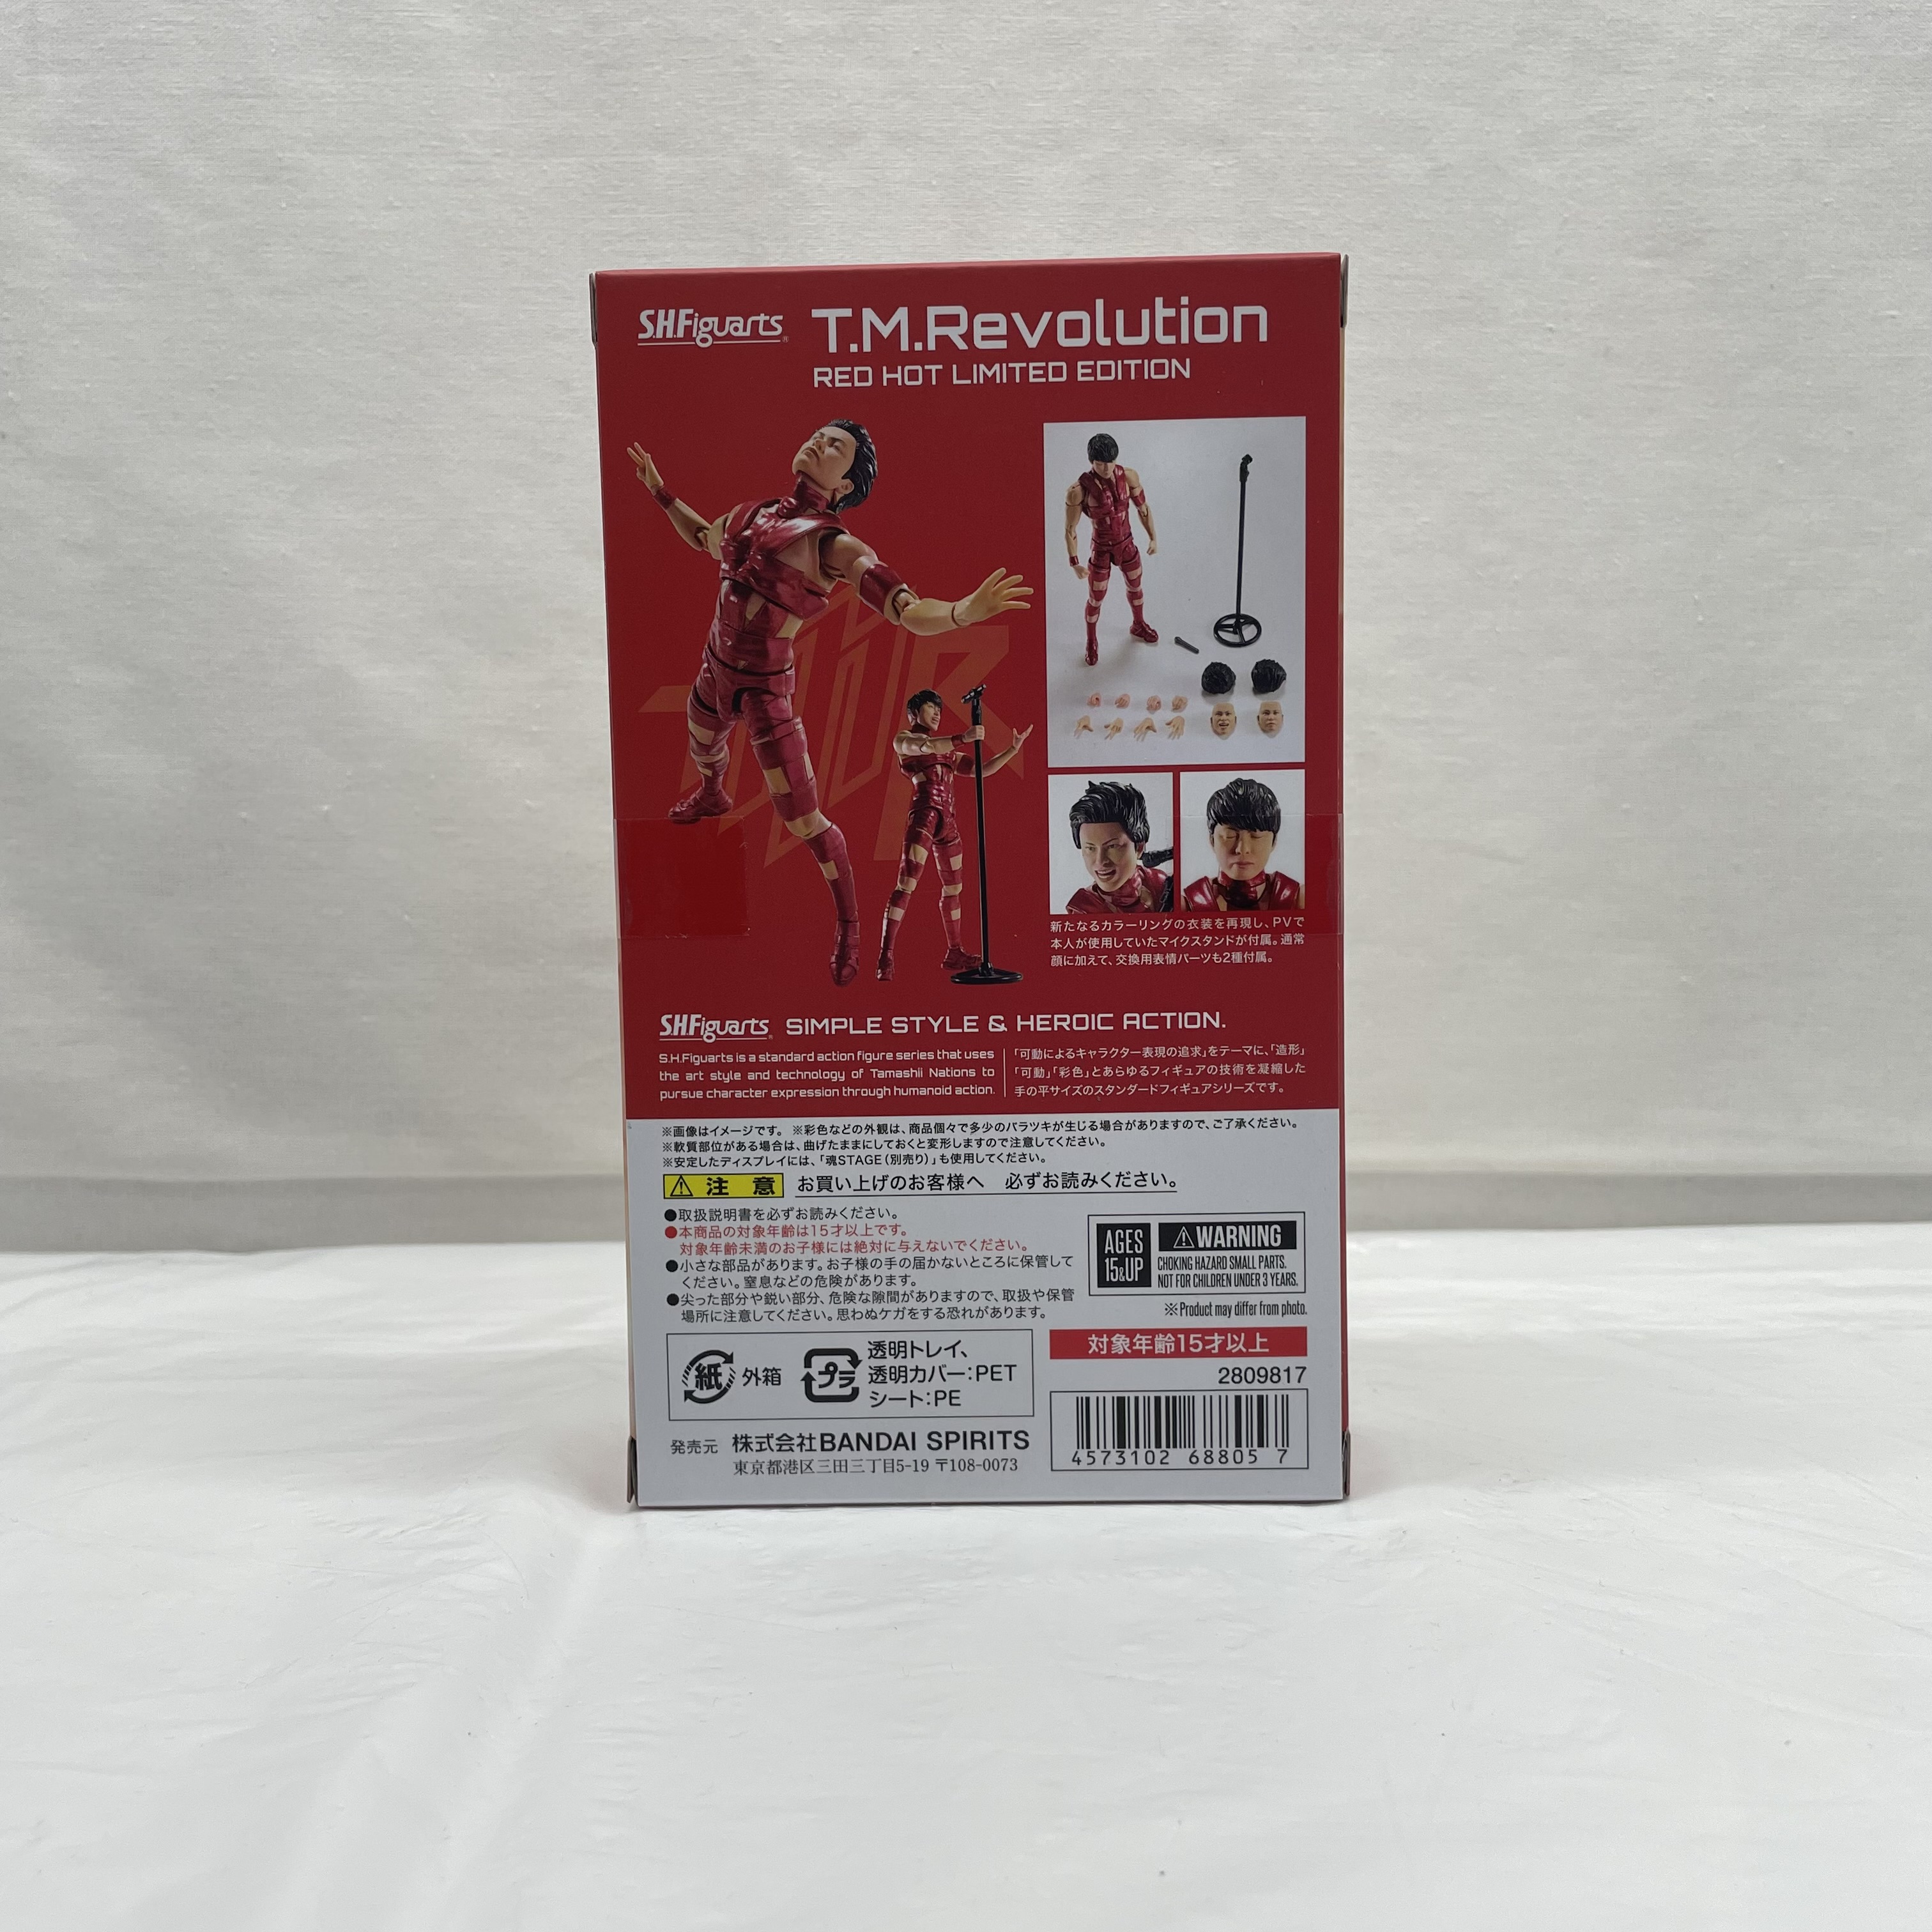 S.H.Figuarts
T.M.Revolution
RED HOT LIMITED EDITION
新たなるカラーリングの衣装を再現し、PVで
本人が使用していたマイクスタンドが付属。通常
顔に加えて、交換用表情パーツも2種付属。
S.H.Figuarts SIMPLE STYLE & HEROIC ACTION.
S.H.Figuarts is a standard action figure series that uses
the art style and technology of Tamashii Nations to
pursue character expression through humanoid action.
「可動によるキャラクター表現の追求」をテーマに、「造形」
「可動」「彩色」とあらゆるフィギュアの技術を凝縮した
手の平サイズのスタンダードフィギュアシリーズです。
※画像はイメージです。 ※彩色などの外観は、商品個々で多少のバラツキが生じる場合がありますので、ご了承ください。
※軟質部位がある場合は、曲げたままにしておくと変形しますので注意してください。
※安定したディスプレイには、「魂STAGE(別売り)」も使用してください。
注意 お買い上げのお客様へ 必ずお読みください。
●取扱説明書を必ずお読みください。
●本商品の対象年齢は15才以上です。
対象年齢未満のお子様には絶対に与えないでください。
●小さな部品があります。お子様の手の届かないところに保管して
ください。窒息などの危険があります。
●尖った部分や鋭い部分、危険な隙間がありますので、取扱や保管
場所に注意してください。思わぬケガをする恐れがあります。
AGES
15&UP
WARNING
CHOKING HAZARD SMALL PARTS.
NOT FOR CHILDREN UNDER 3 YEARS.
※Product may differ from photo.
紙 外箱
プラ
透明トレイ、
透明カバー:PET
シート:PE
対象年齢15才以上
2809817
4573102 68805 7
発売元 株式会社BANDAI SPIRITS
東京都港区三田三丁目5-19 〒108-0073